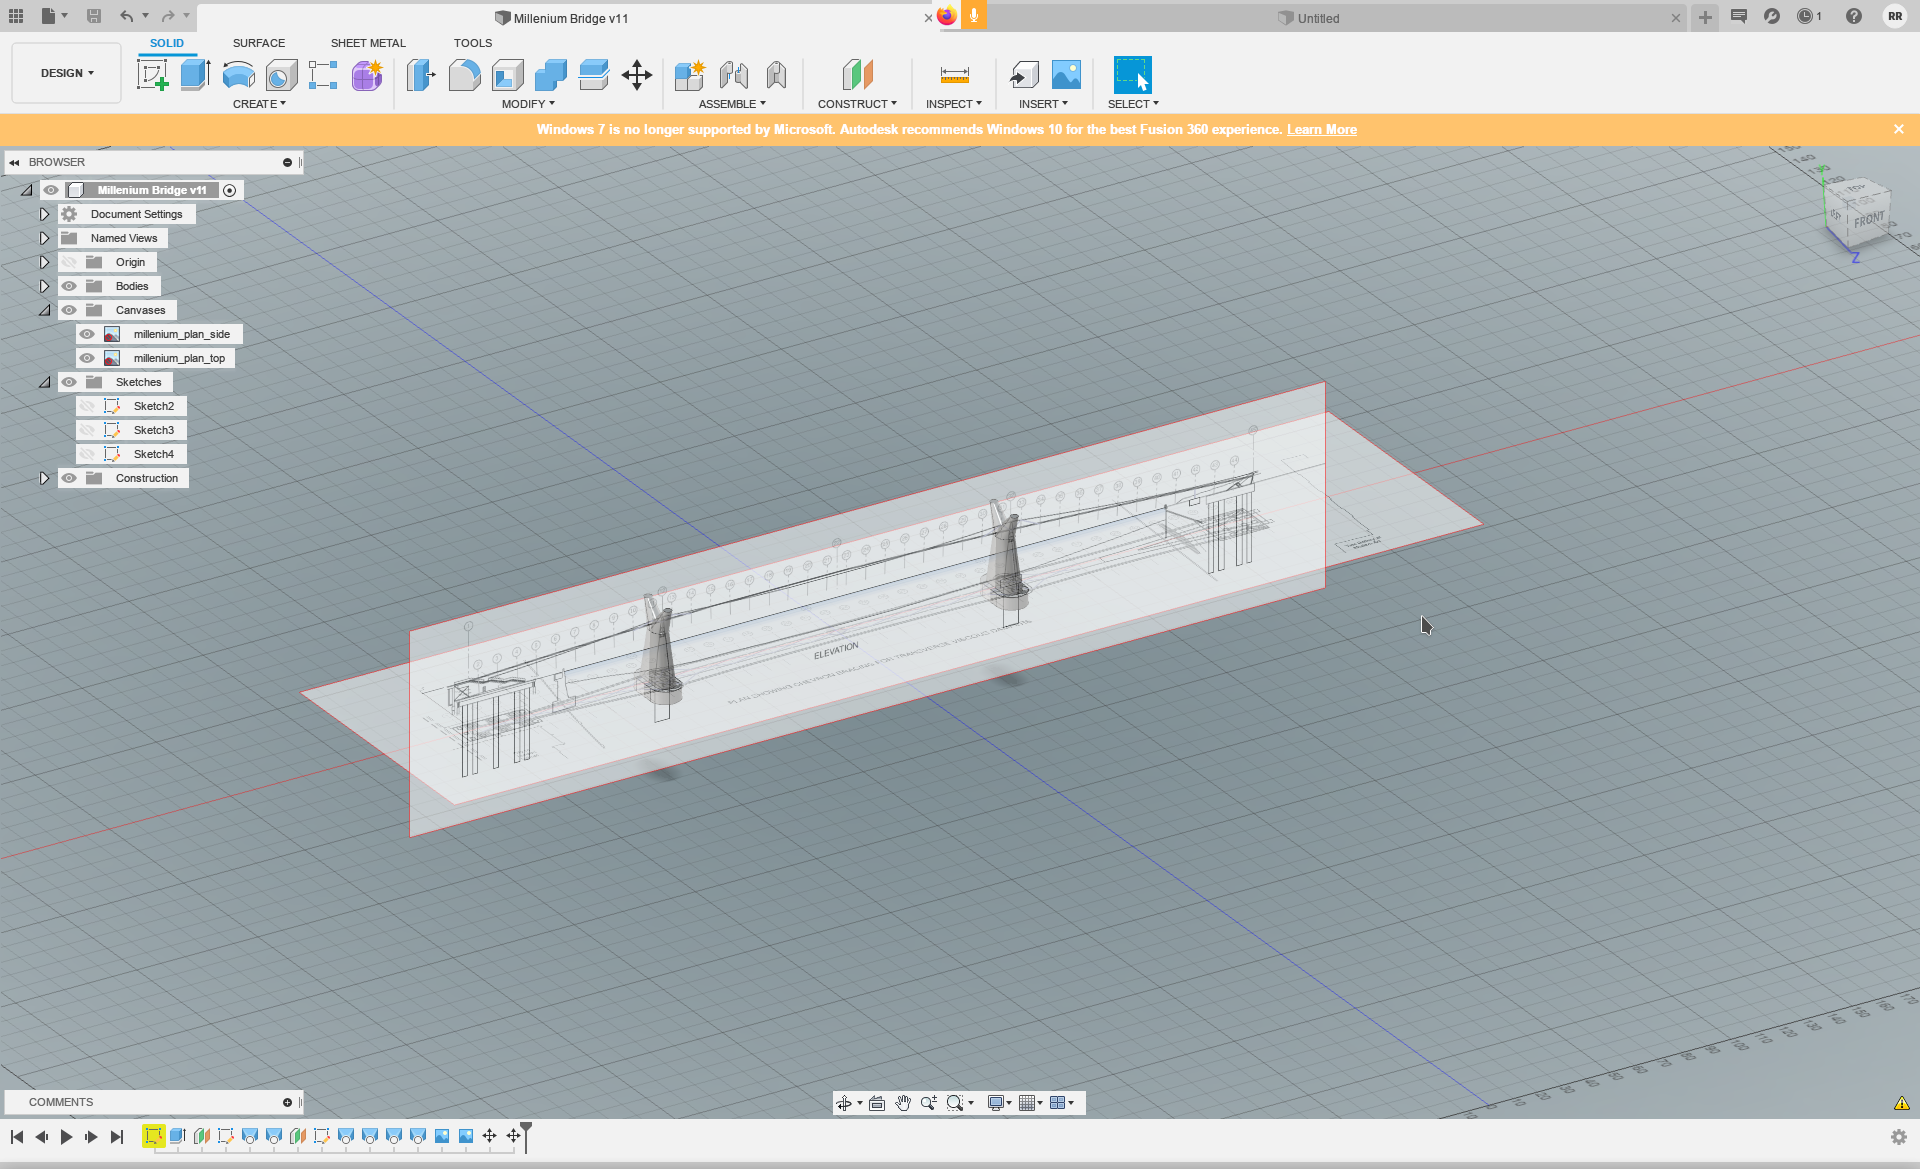 Millenium Bridge v11
Untitled
1
RR
DESIGN
SOLID
SURFACE
SHEET METAL
TOOLS
CREATE
MODIFY
ASSEMBLE
CONSTRUCT
INSPECT
INSERT
SELECT
Windows 7 is no longer supported by Microsoft. Autodesk recommends Windows 10 for the best Fusion 360 experience. Learn More
BROWSER
Millenium Bridge v11
Document Settings
Named Views
Origin
Bodies
Canvases
millenium_plan_side
millenium_plan_top
Sketches
Sketch2
Sketch3
Sketch4
Construction
TOP
FRONT
Z
ELEVATION
COMMENTS